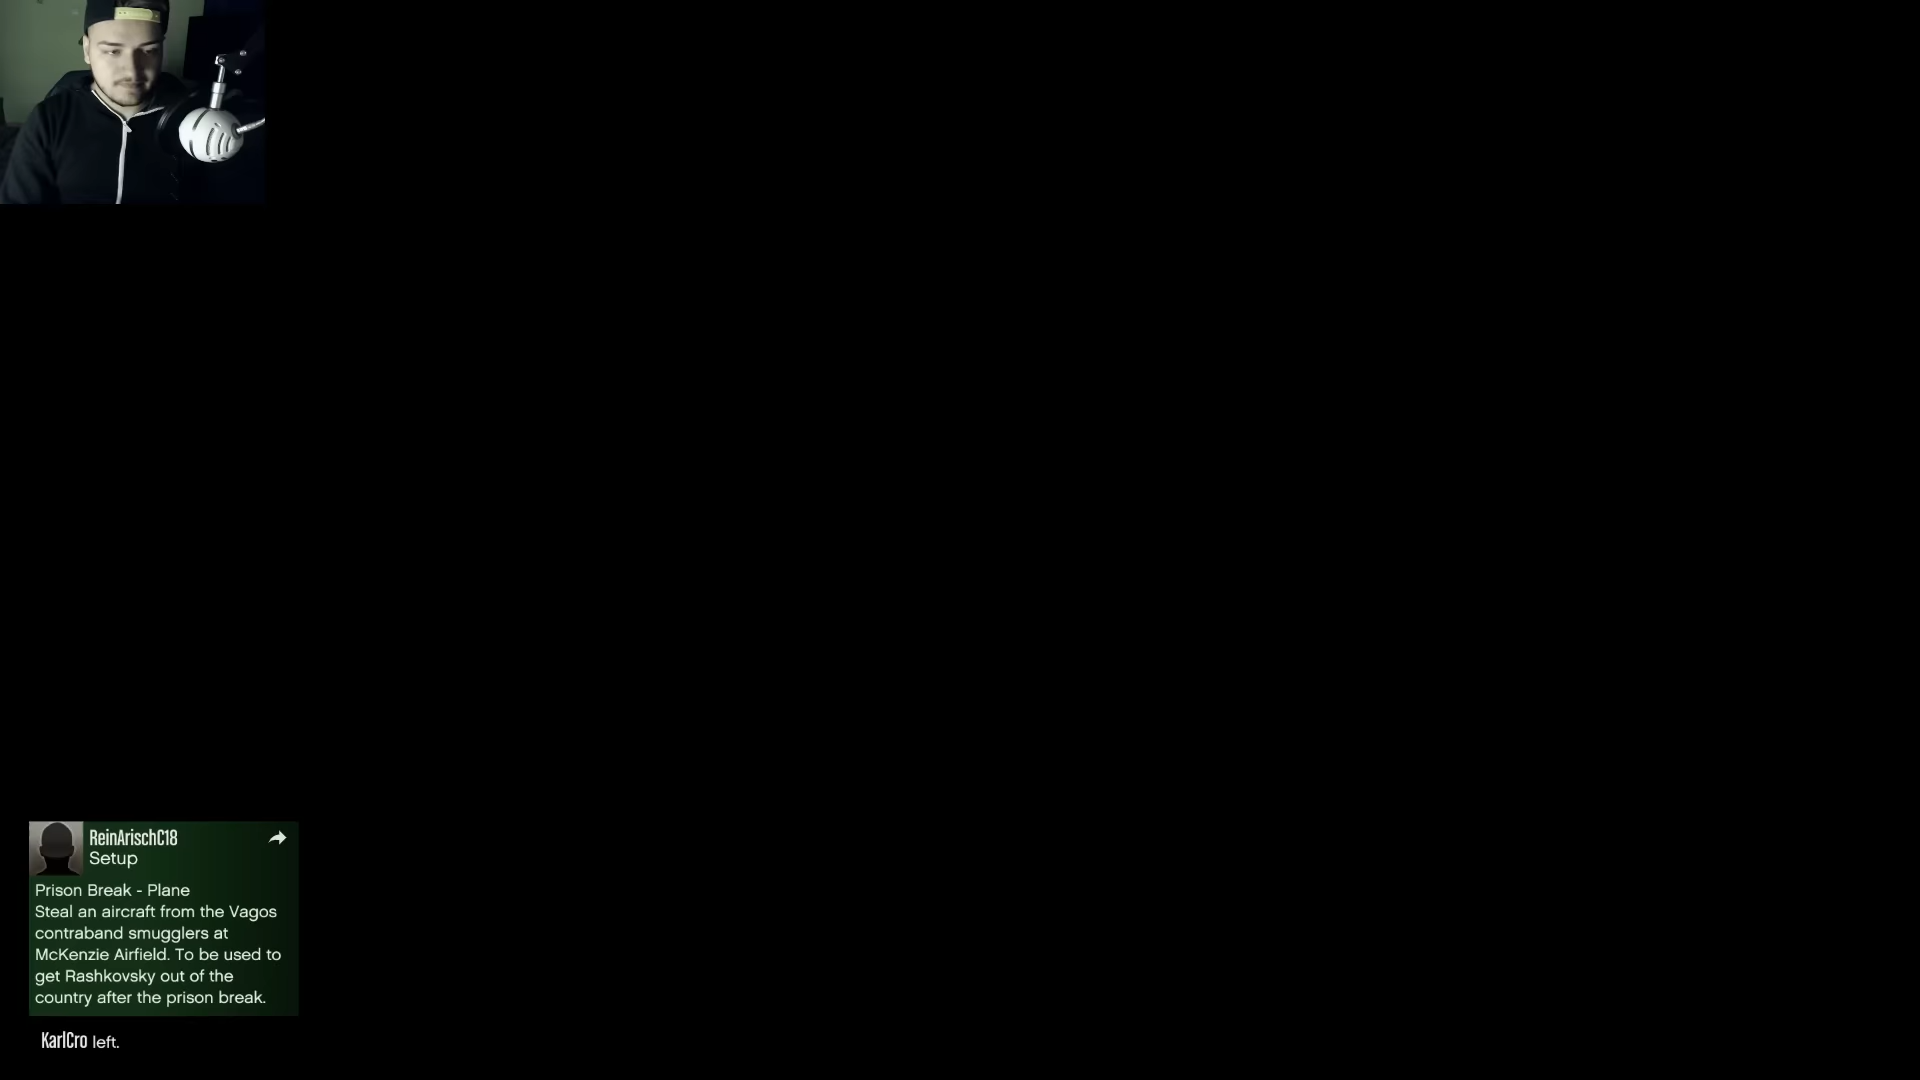 ReinArischC18
Setup
Prison Break - Plane
Steal an aircraft from the Vagos
contraband smugglers at
McKenzie Airfield. To be used to
get Rashkovsky out of the
country after the prison break.
KarlCro left.